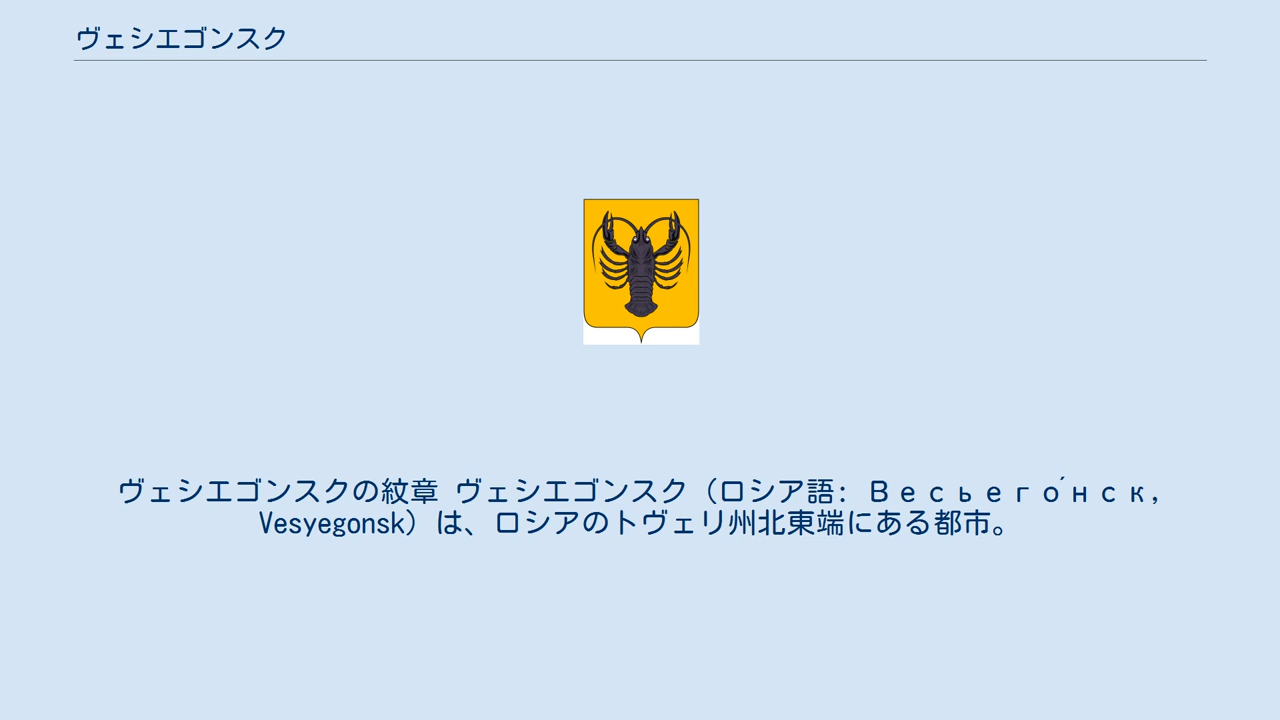 ヴェシエゴンスク
ヴェシエゴンスクの紋章 ヴェシエゴンスク（ロシア語: Весьего́нск,
Vesyegonsk）は、ロシアのトヴェリ州北東端にある都市。